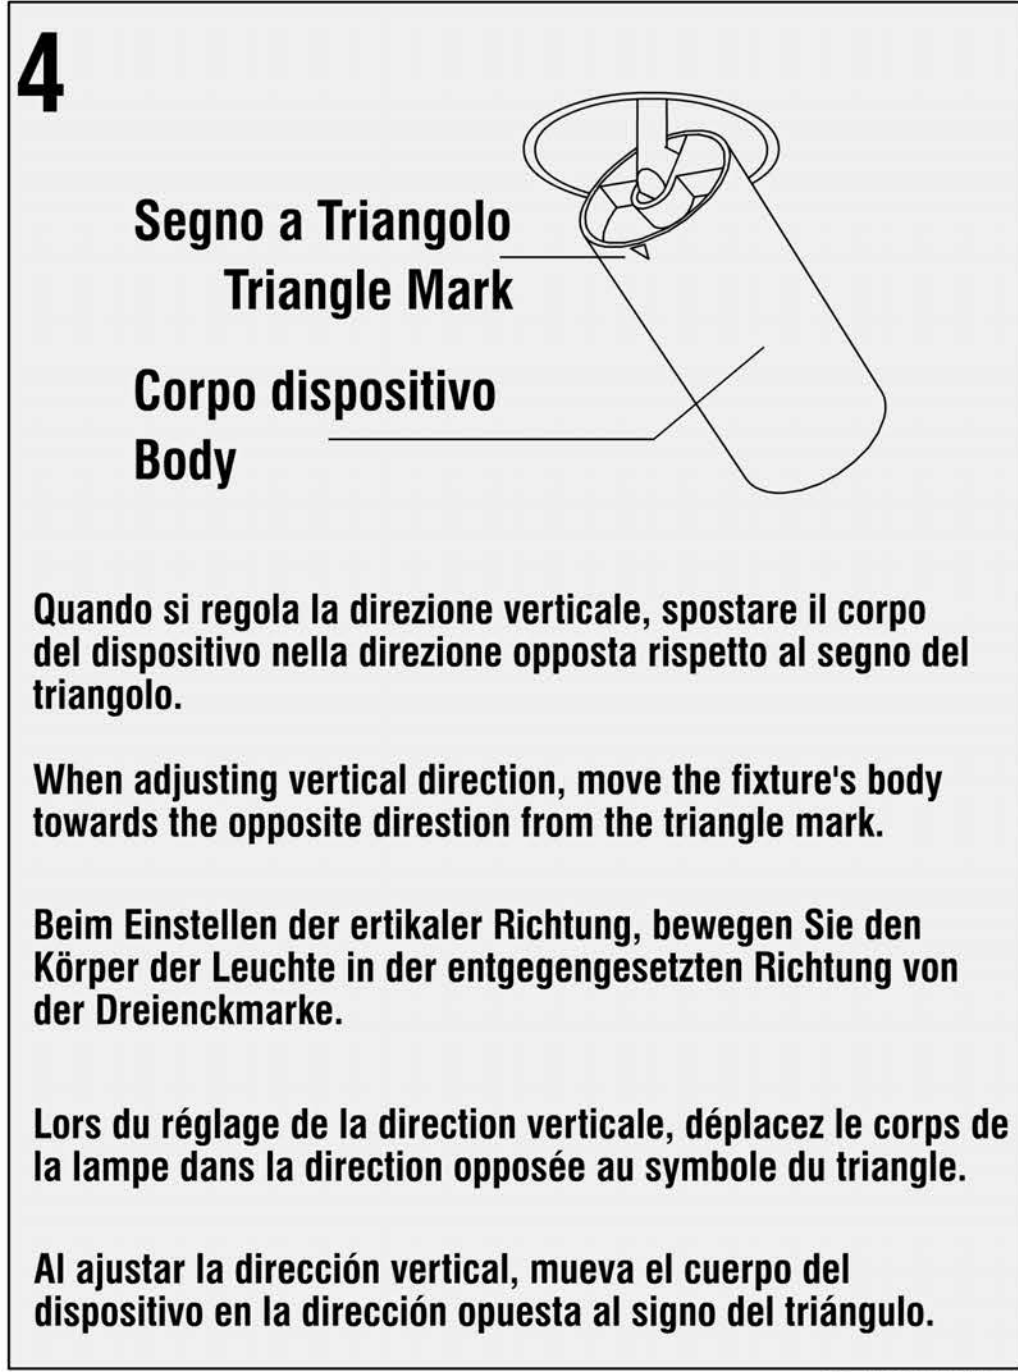 4
Segno a Triangolo
Triangle Mark
Corpo dispositivo
Body
Quando si regola la direzione verticale, spostare il corpo
del dispositivo nella direzione opposta rispetto al segno del
triangolo.
When adjusting vertical direction, move the fixture's body
towards the opposite direstion from the triangle mark.
Beim Einstellen der ertikaler Richtung, bewegen Sie den
Körper der Leuchte in der entgegengesetzten Richtung von
der Dreienckmarke.
Lors du réglage de la direction verticale, déplacez le corps de
la lampe dans la direction opposée au symbole du triangle.
Al ajustar la dirección vertical, mueva el cuerpo del
dispositivo en la dirección opuesta al signo del triángulo.